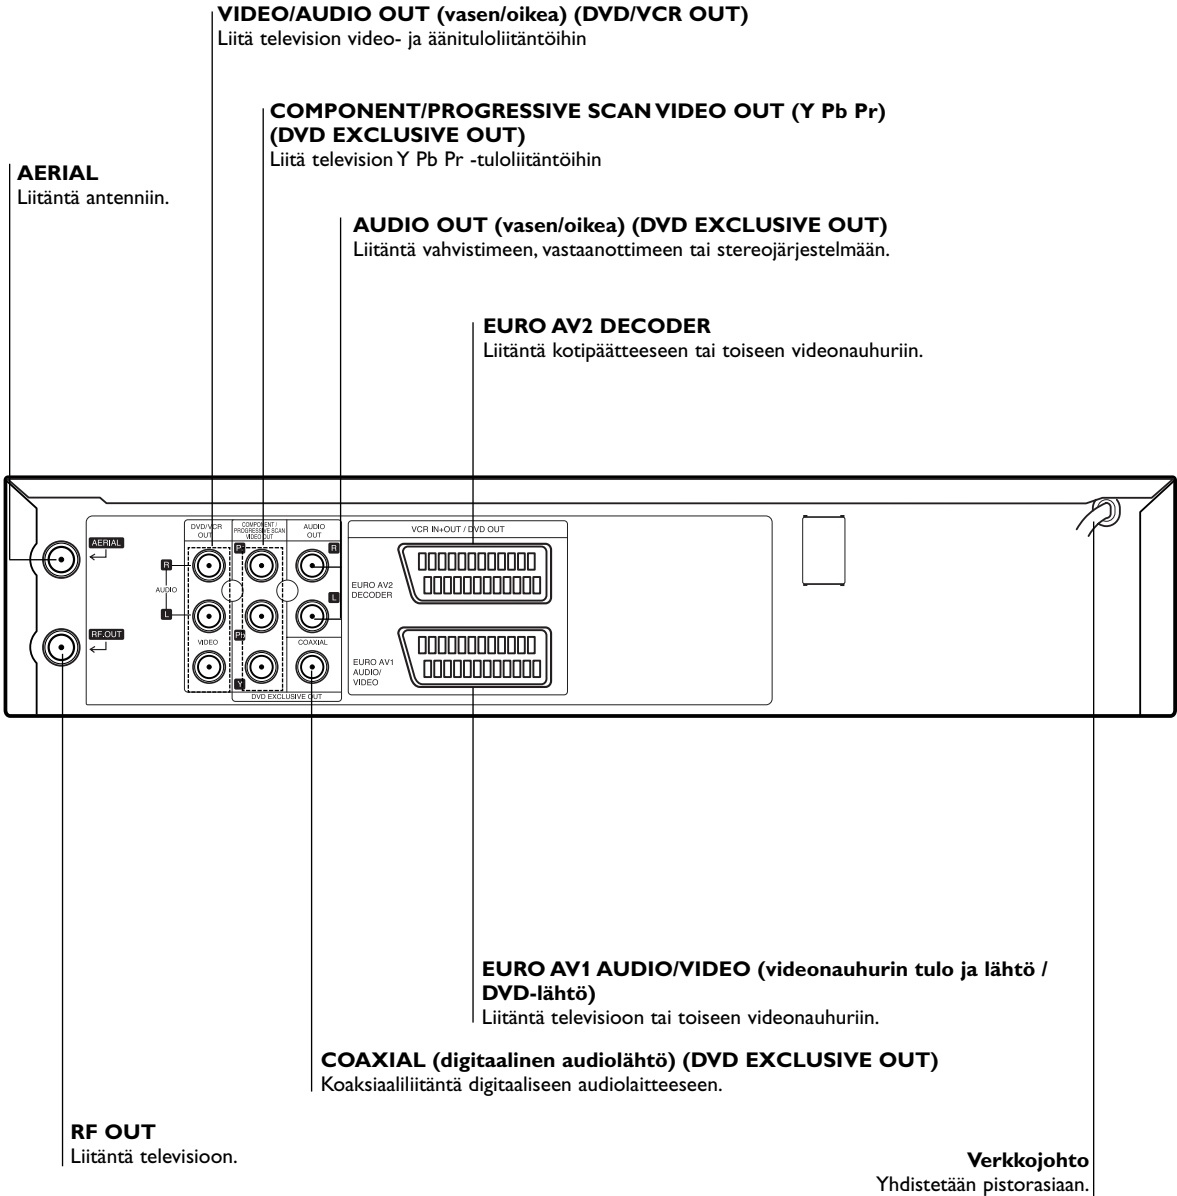 VIDEO/AUDIO OUT (vasen/oikea) (DVD/VCR OUT)
Liitä television video- ja äänituloliitäntöihin
COMPONENT/PROGRESSIVE SCAN VIDEO OUT (Y Pb Pr)
(DVD EXCLUSIVE OUT)
Liitä television Y Pb Pr -tuloliitäntöihin
AERIAL
Liitäntä antenniin.
AUDIO OUT (vasen/oikea) (DVD EXCLUSIVE OUT)
Liitäntä vahvistimeen, vastaanottimeen tai stereojärjestelmään.
EURO AV2 DECODER
Liitäntä kotipäätteeseen tai toiseen videonauhuriin.
DVD/VCR
OUT
COMPONENT /
PROGRESSIVE SCAN
VIDEO OUT
AUDIO
OUT
VCR IN+OUT / DVD OUT
AERIAL
Pr
R
R
AUDIO
L
L
EURO AV2
DECODER
RF.OUT
VIDEO
Pb
COAXIAL
EURO AV1
AUDIO/
VIDEO
Y
DVD EXCLUSIVE OUT
EURO AV1 AUDIO/VIDEO (videonauhurin tulo ja lähtö /
DVD-lähtö)
Liitäntä televisioon tai toiseen videonauhuriin.
COAXIAL (digitaalinen audiolähtö) (DVD EXCLUSIVE OUT)
Koaksiaaliliitäntä digitaaliseen audiolaitteeseen.
RF OUT
Liitäntä televisioon.
Verkkojohto
Yhdistetään pistorasiaan.